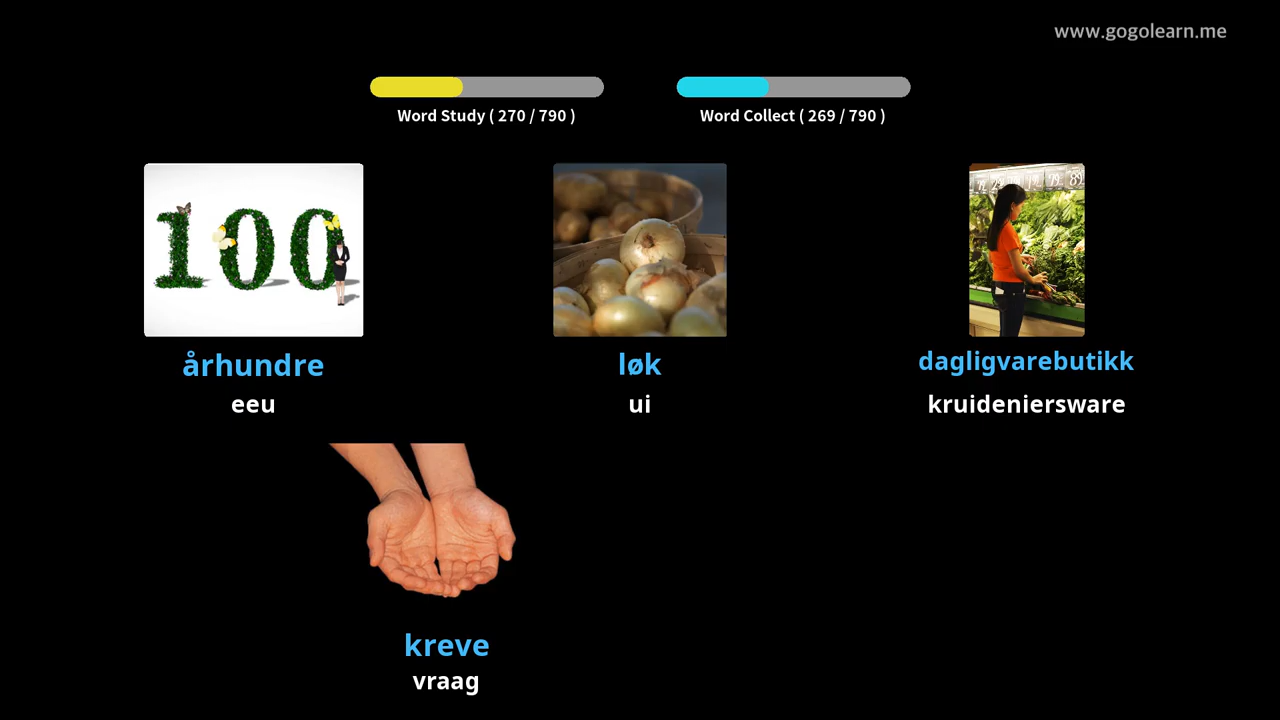 www.gogolearn.me
Word Study ( 270 / 790 )
Word Collect ( 269 / 790 )
100
århundre
eeu
løk
ui
dagligvarebutikk
kruideniersware
kreve
vraag